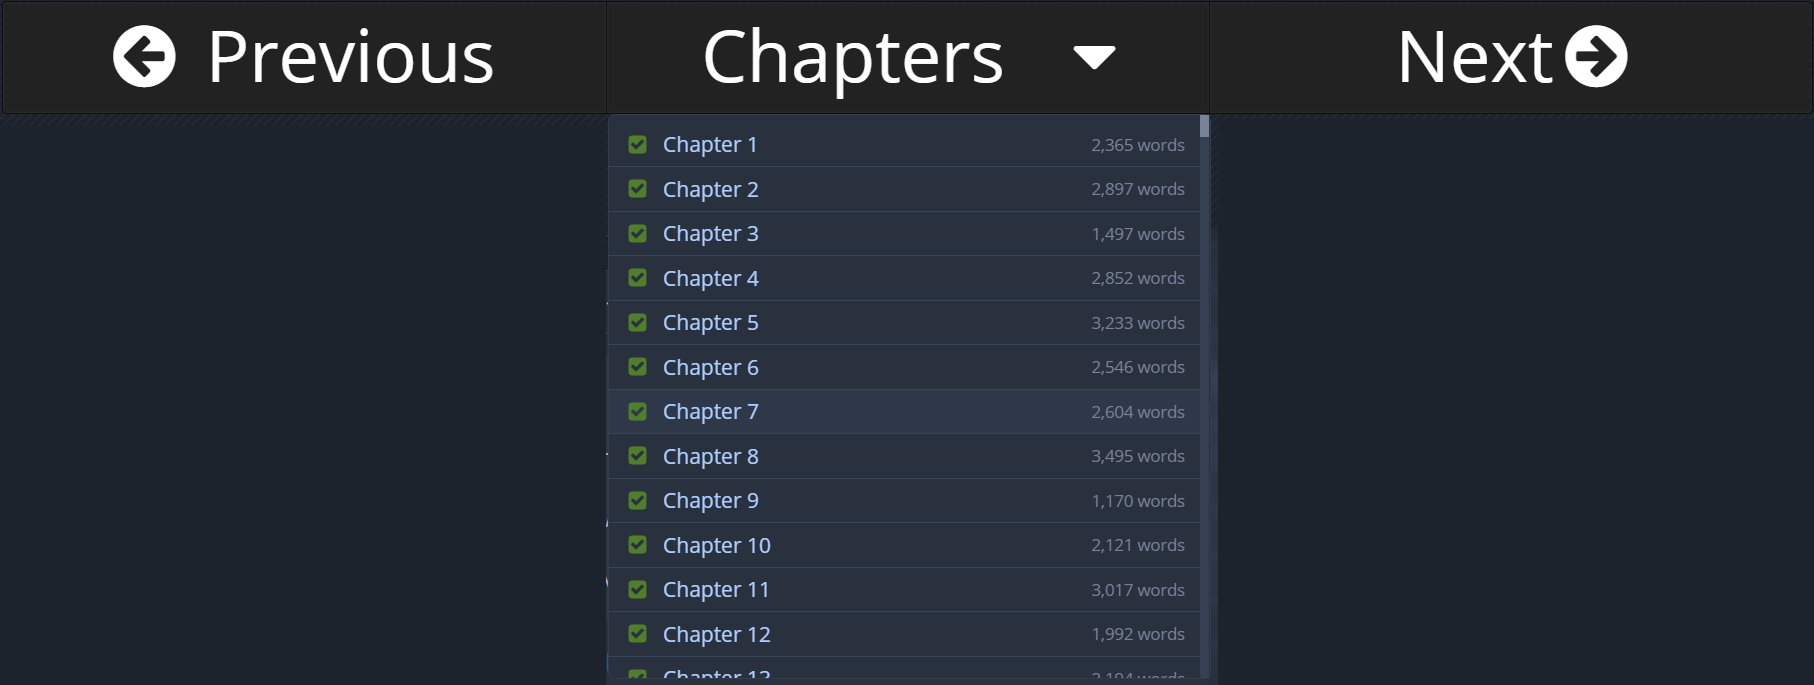 Previous
Chapters
Next
Chapter 1 2,365 words
Chapter 2 2,897 words
Chapter 3 1,497 words
Chapter 4 2,852 words
Chapter 5 3,233 words
Chapter 6 2,546 words
Chapter 7 2,604 words
Chapter 8 3,495 words
Chapter 9 1,170 words
Chapter 10 2,121 words
Chapter 11 3,017 words
Chapter 12 1,992 words
Chapter 13